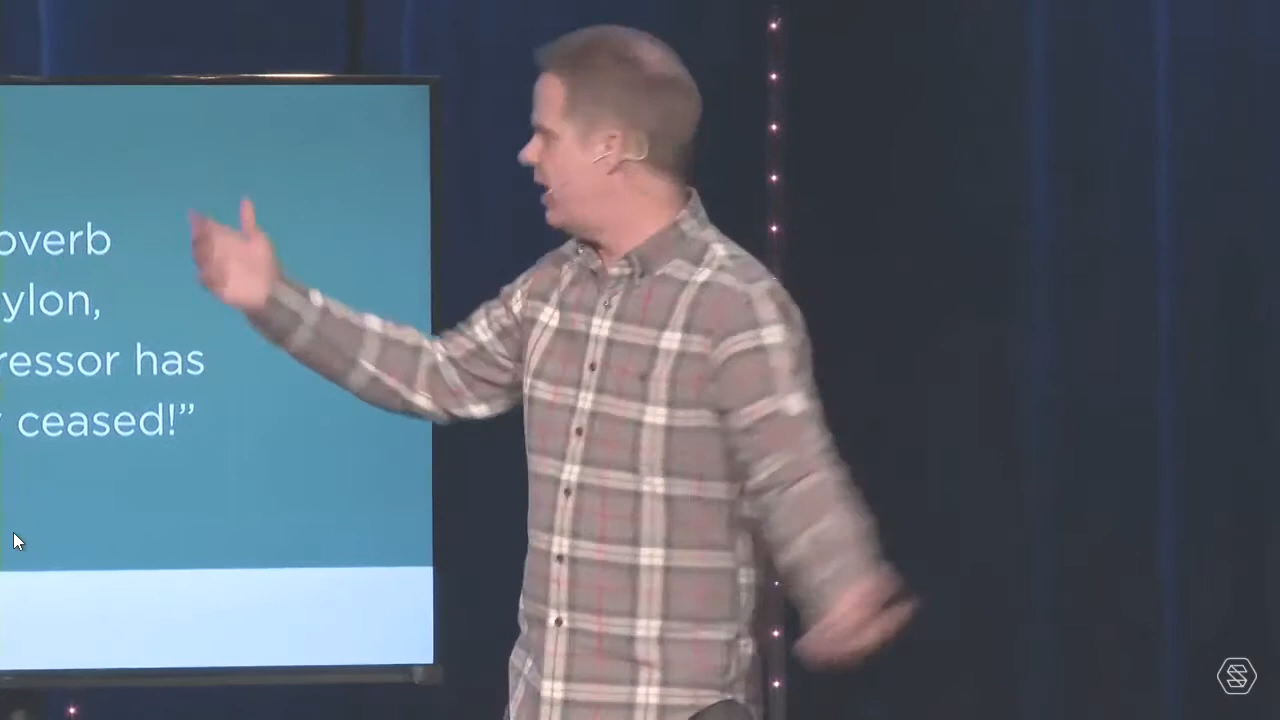 overb
ylon,
ressor has
ceased!”